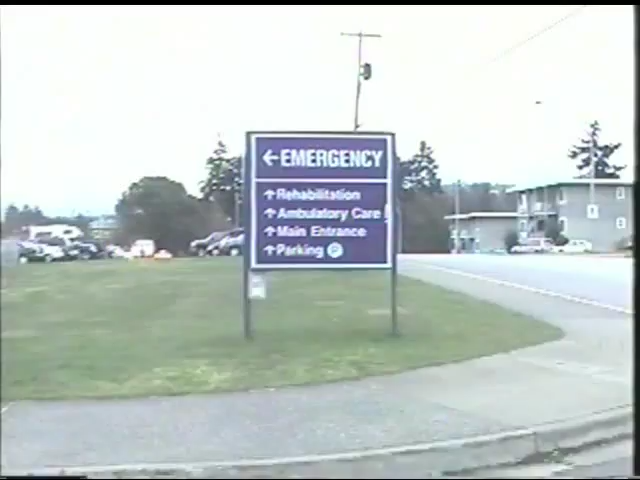 ←EMERGENCY
↑Rehabilitation
↑Ambulatory Care
↑Main Entrance
↑Parking P